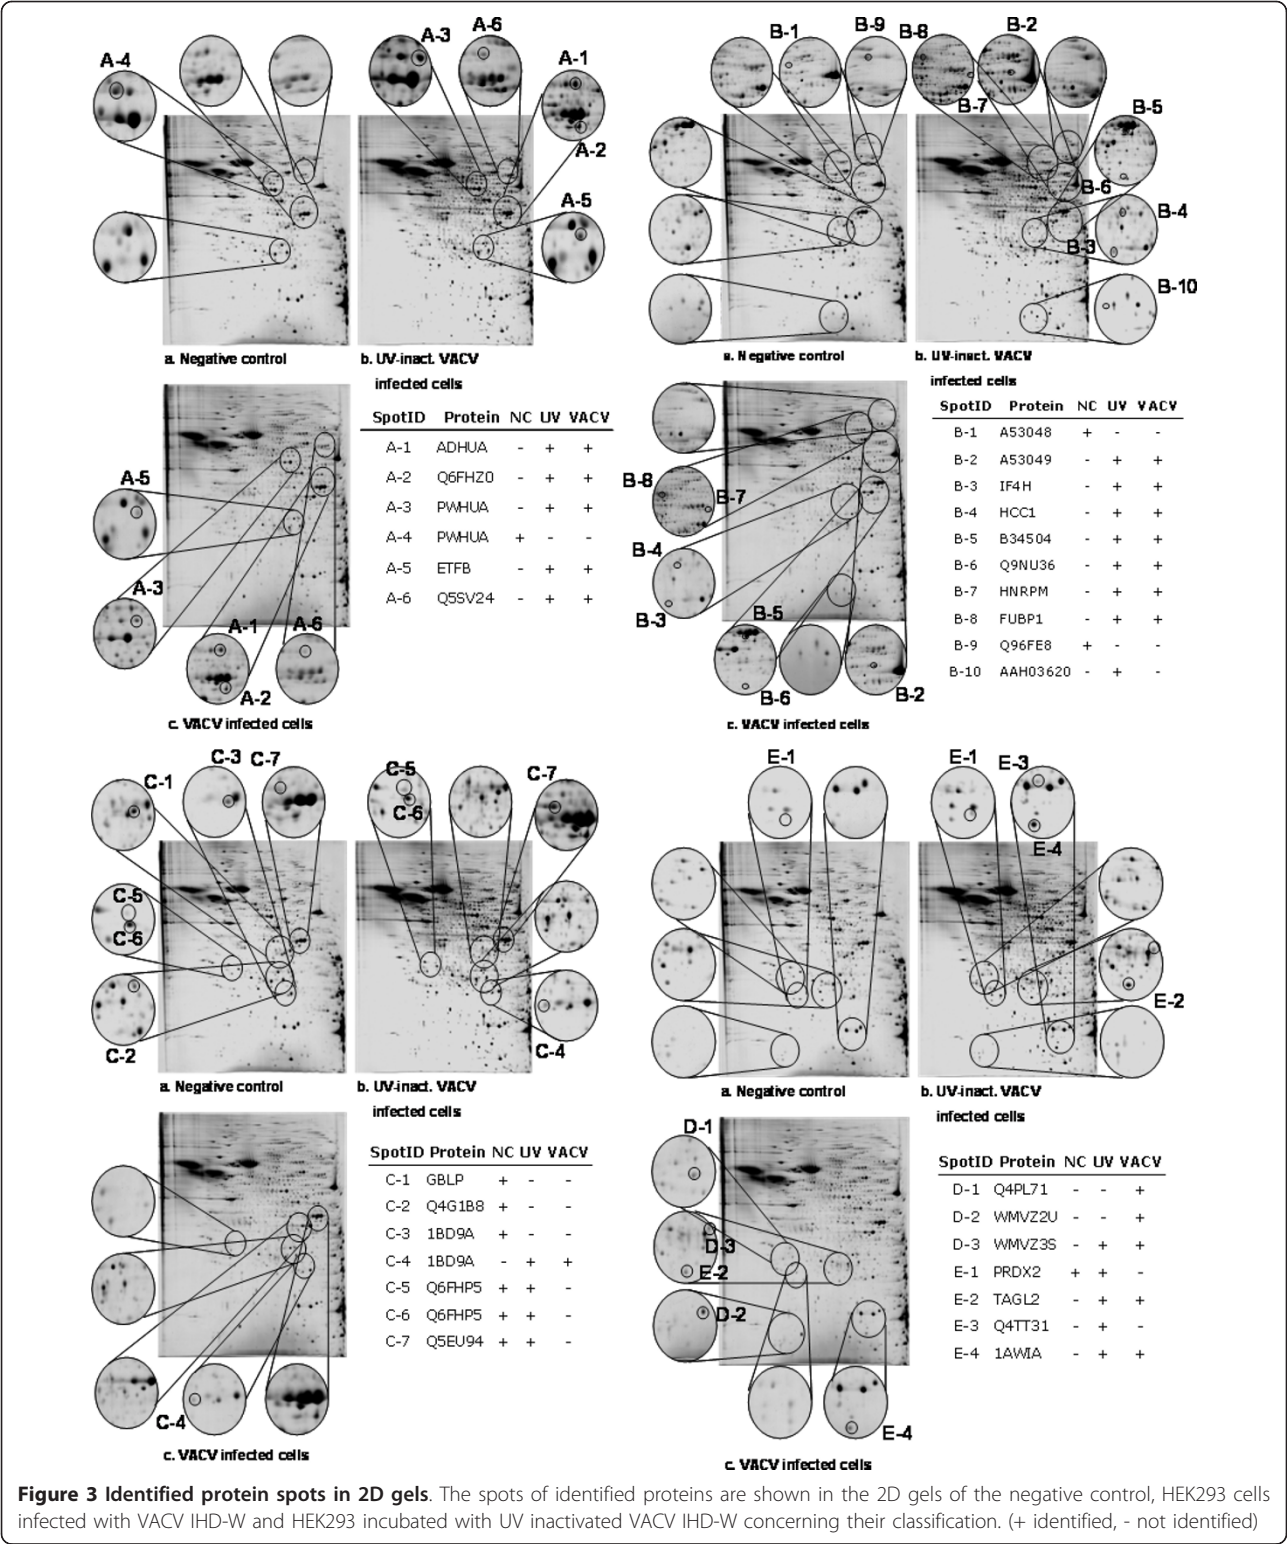 A-4
A-3
A-6
A-1
A-2
A-5
a. Negative control
b. UV-inact. VACV
infected cells
A-5
A-3
A-1
A-6
A-2
c. VACV infected cells
SpotID Protein NC UV VACV
A-1 ADHUA - + +
A-2 Q6FHZ0 - + +
A-3 PWHUA - + +
A-4 PWHUA + - -
A-5 ETFB - + +
A-6 Q5SV24 - + +
B-1
B-9
B-8
B-2
B-7
B-5
B-6
B-4
B-3
B-10
a. Negative control
b. UV-inact. VACV
infected cells
B-8
B-7
B-4
B-3
B-5
B-6
B-2
c. VACV infected cells
SpotID Protein NC UV VACV
B-1 A53048 + - -
B-2 A53049 - + +
B-3 IF4H - + +
B-4 HCC1 - + +
B-5 B34504 - + +
B-6 Q9NU36 - + +
B-7 HNRPM - + +
B-8 FUBP1 - + +
B-9 Q96FE8 + - -
B-10 AAH03620 - + -
C-1
C-3
C-7
C-5
C-6
C-2
C-5
C-6
C-7
C-4
a. Negative control
b. UV-inact. VACV
infected cells
C-4
c. VACV infected cells
SpotID Protein NC UV VACV
C-1 GBLP + - -
C-2 Q4G1B8 + - -
C-3 1BD9A + - -
C-4 1BD9A - + +
C-5 Q6FHP5 + + -
C-6 Q6FHP5 + + -
C-7 Q5EU94 + + -
E-1
E-1
E-3
E-4
E-2
a. Negative control
b. UV-inact. VACV
infected cells
D-1
D-3
E-2
D-2
E-4
c. VACV infected cells
SpotID Protein NC UV VACV
D-1 Q4PL71 - - +
D-2 WMVZ2U - - +
D-3 WMVZ3S - + +
E-1 PRDX2 + + -
E-2 TAGL2 - + +
E-3 Q4TT31 - + -
E-4 1AWIA - + +
Figure 3 Identified protein spots in 2D gels. The spots of identified proteins are shown in the 2D gels of the negative control, HEK293 cells
infected with VACV IHD-W and HEK293 incubated with UV inactivated VACV IHD-W concerning their classification. (+ identified, - not identified)